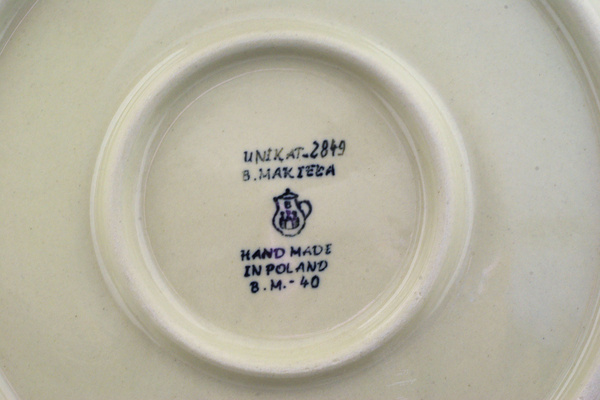 UNIKAT-2849
B.MAKIEŁA
B
HAND MADE
IN POLAND
B.M.-40